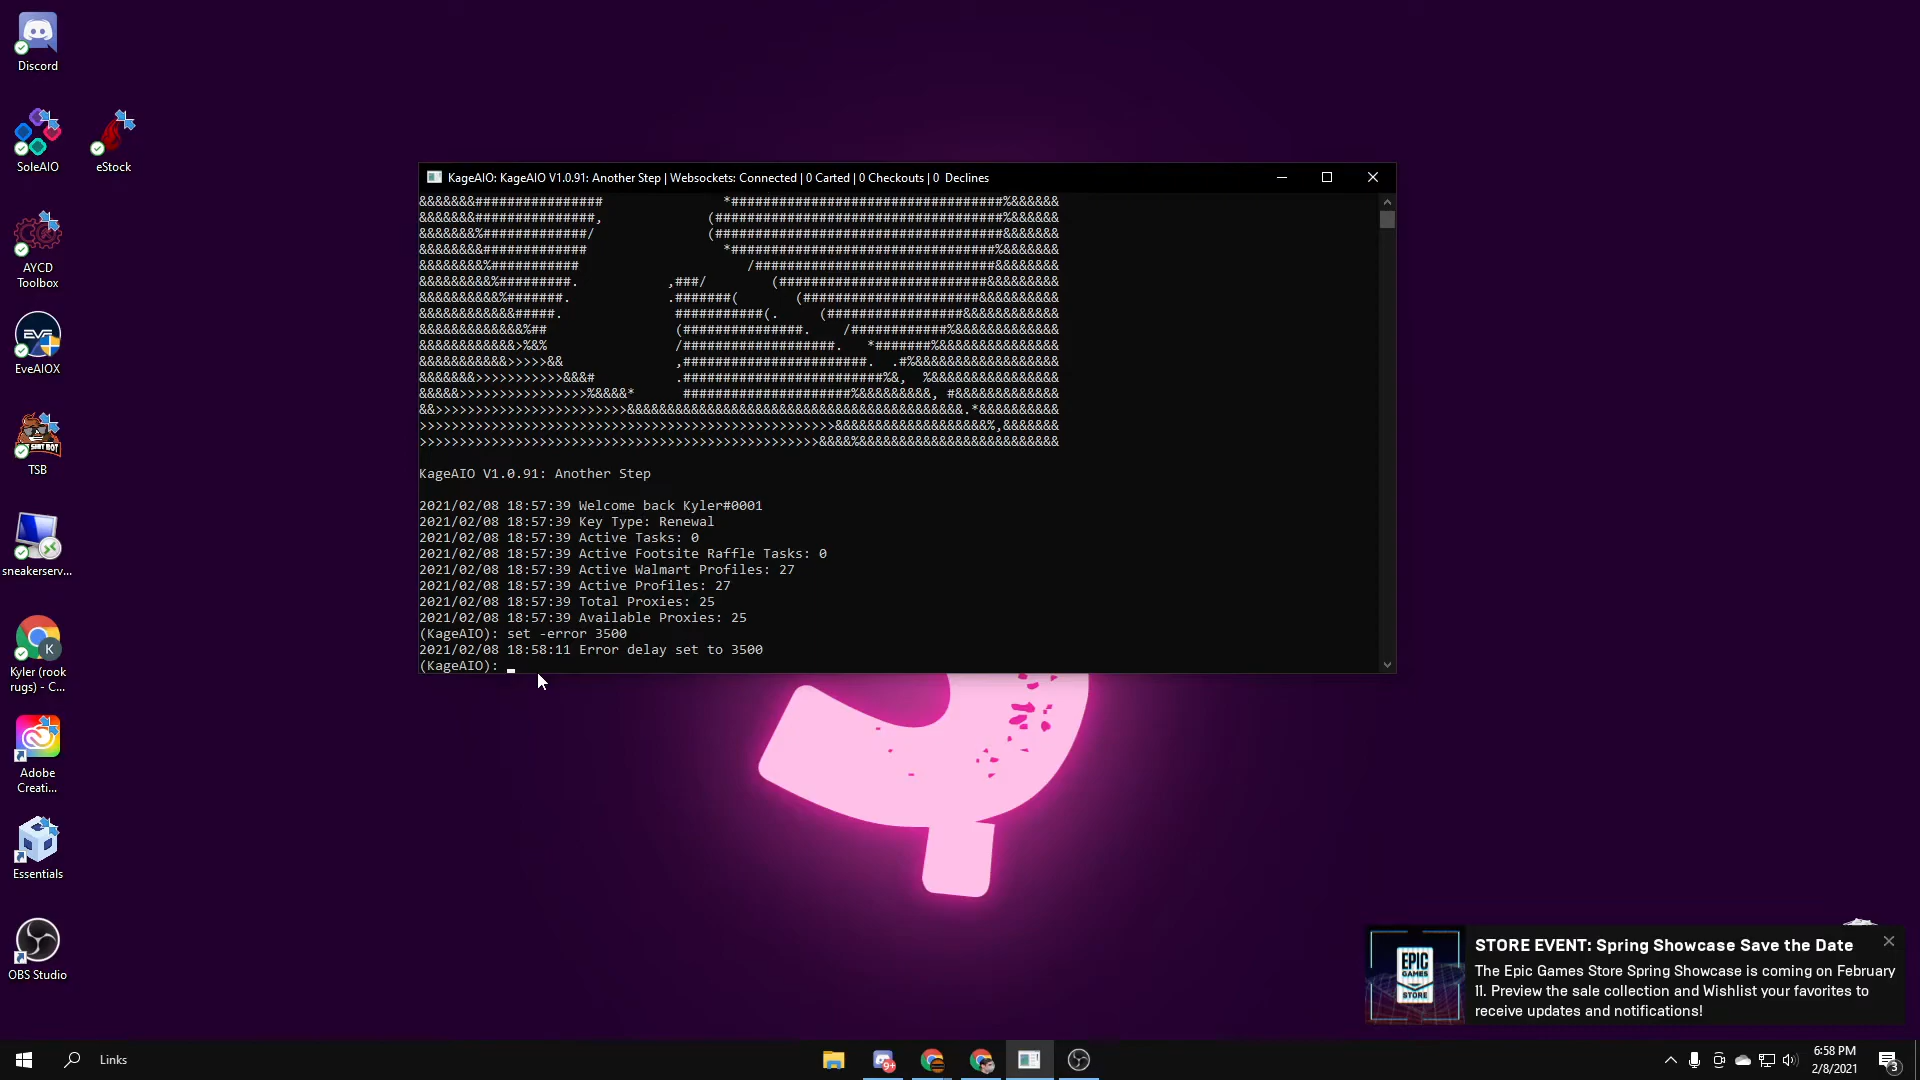 Discord
SoleAIO
eStock
AYCD
Toolbox
EVE
EveAIOX
TSB
sneakerserv...
K
Kyler (rook
rugs) - C...
Adobe
Creati...
Essentials
OBS Studio
KageAIO: KageAIO V1.0.91: Another Step | Websockets: Connected | 0 Carted | 0 Checkouts | 0 Declines
KageAIO V1.0.91: Another Step
2021/02/08 18:57:39 Welcome back Kyler#0001
2021/02/08 18:57:39 Key Type: Renewal
2021/02/08 18:57:39 Active Tasks: 0
2021/02/08 18:57:39 Active Footsite Raffle Tasks: 0
2021/02/08 18:57:39 Active Walmart Profiles: 27
2021/02/08 18:57:39 Active Profiles: 27
2021/02/08 18:57:39 Total Proxies: 25
2021/02/08 18:57:39 Available Proxies: 25
(KageAIO): set -error 3500
2021/02/08 18:58:11 Error delay set to 3500
(KageAIO):
EPIC
GAMES
STORE
STORE EVENT: Spring Showcase Save the Date
The Epic Games Store Spring Showcase is coming on February
11. Preview the sale collection and Wishlist your favorites to
receive updates and notifications!
Links
9+
6:58 PM
2/8/2021
3